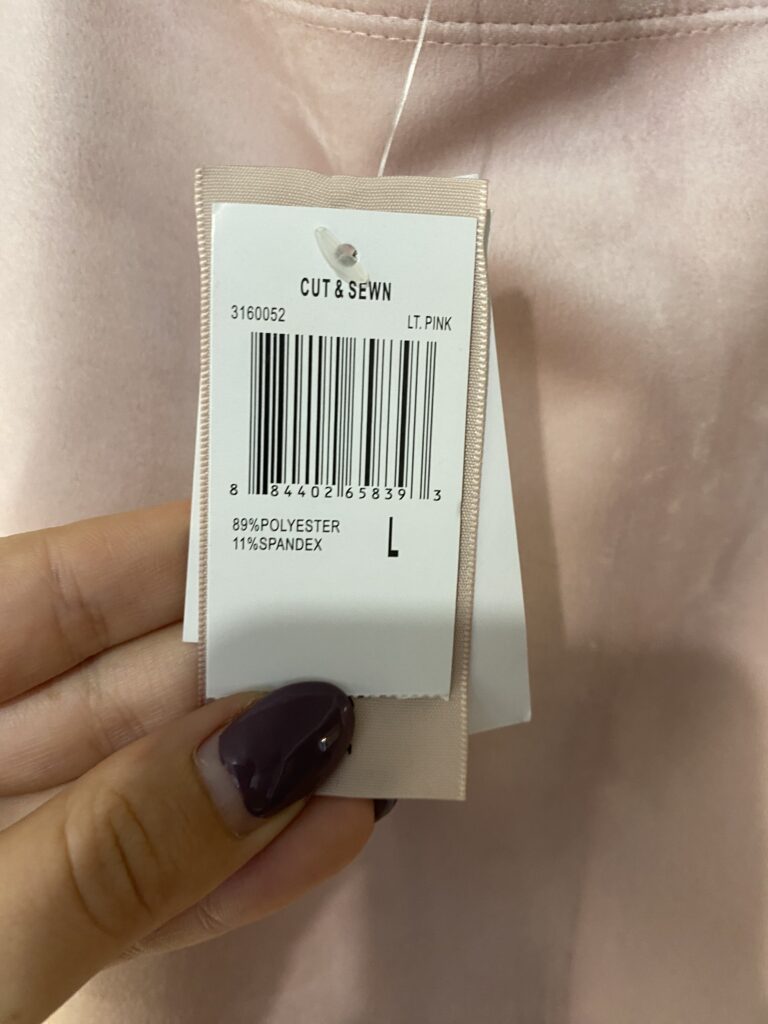 CUT & SEWN
3160052 LT. PINK
8 84402 65839 3
89%POLYESTER
11%SPANDEX L